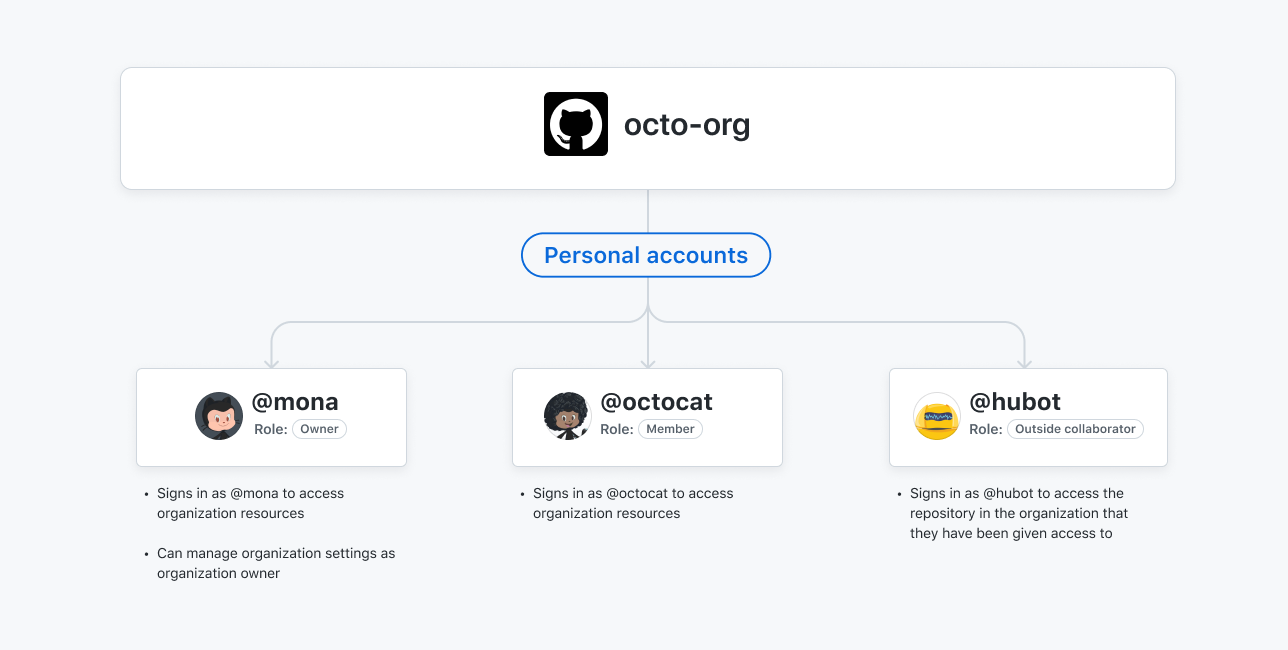 octo-org
Personal accounts
@mona
Role: Owner
• Signs in as @mona to access
organization resources
• Can manage organization settings as
organization owner
@octocat
Role: Member
• Signs in as @octocat to access
organization resources
@hubot
Role: Outside collaborator
• Signs in as @hubot to access the
repository in the organization that
they have been given access to